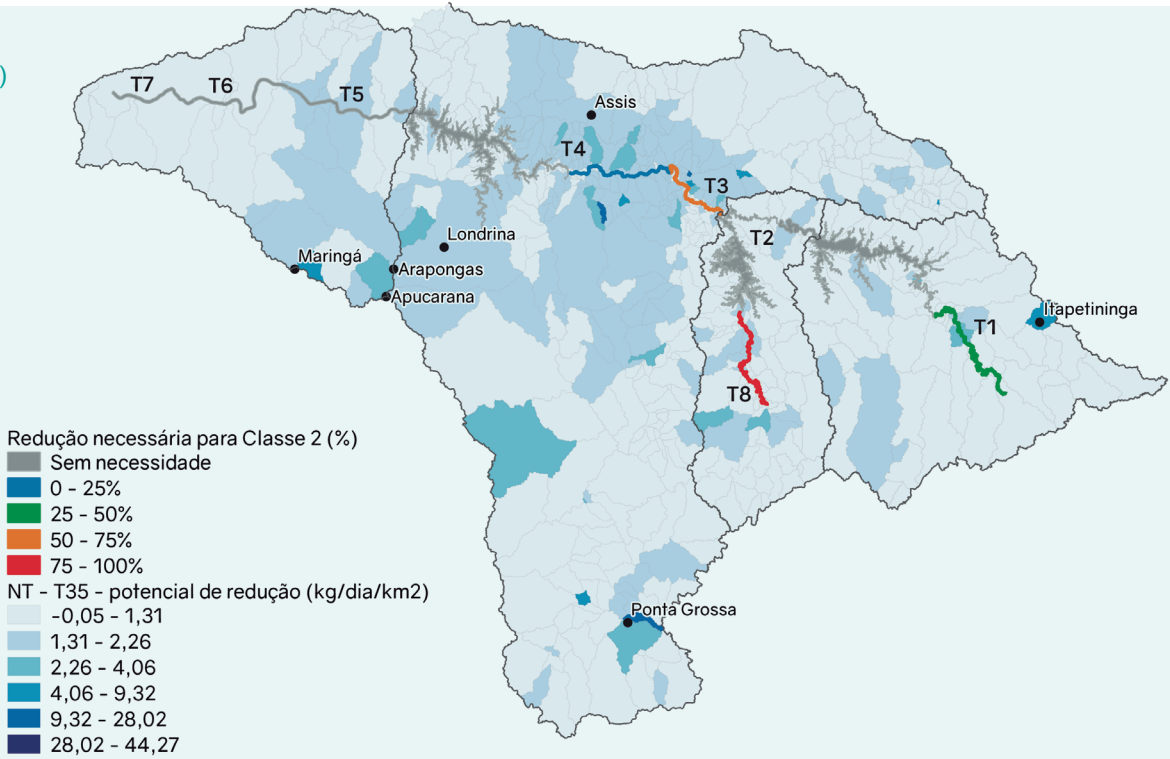 )
T7
T6
T5
Assis
T4
T3
T2
Londrina
Maringá
Arapongas
Apucarana
Itapetininga
T1
T8
Redução necessária para Classe 2 (%)
Sem necessidade
0 - 25%
25 - 50%
50 - 75%
75 - 100%
NT - T35 - potencial de redução (kg/dia/km2)
-0,05 - 1,31
1,31 - 2,26
2,26 - 4,06
4,06 - 9,32
9,32 - 28,02
28,02 - 44,27
Ponta Grossa